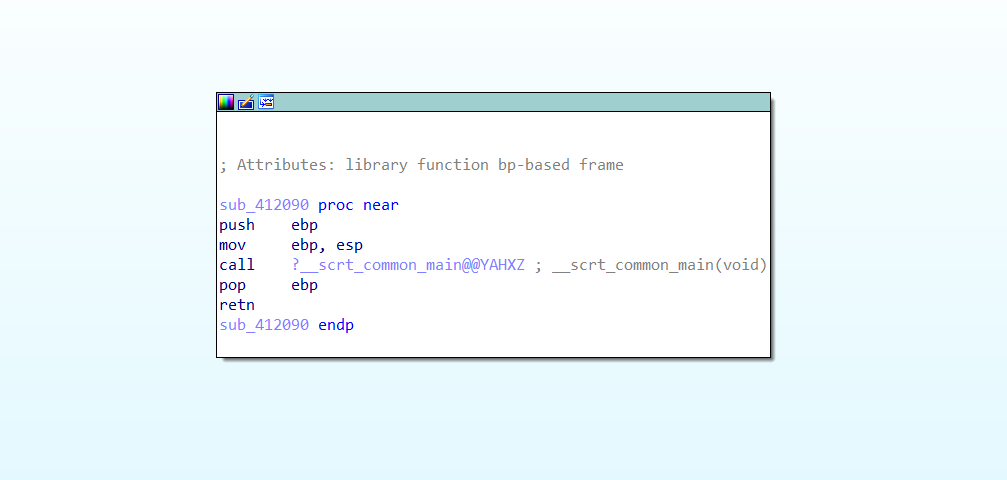 ; Attributes: library function bp-based frame
sub_412090 proc near
push    ebp
mov     ebp, esp
call    ?__scrt_common_main@@YAHXZ ; __scrt_common_main(void)
pop     ebp
retn
sub_412090 endp